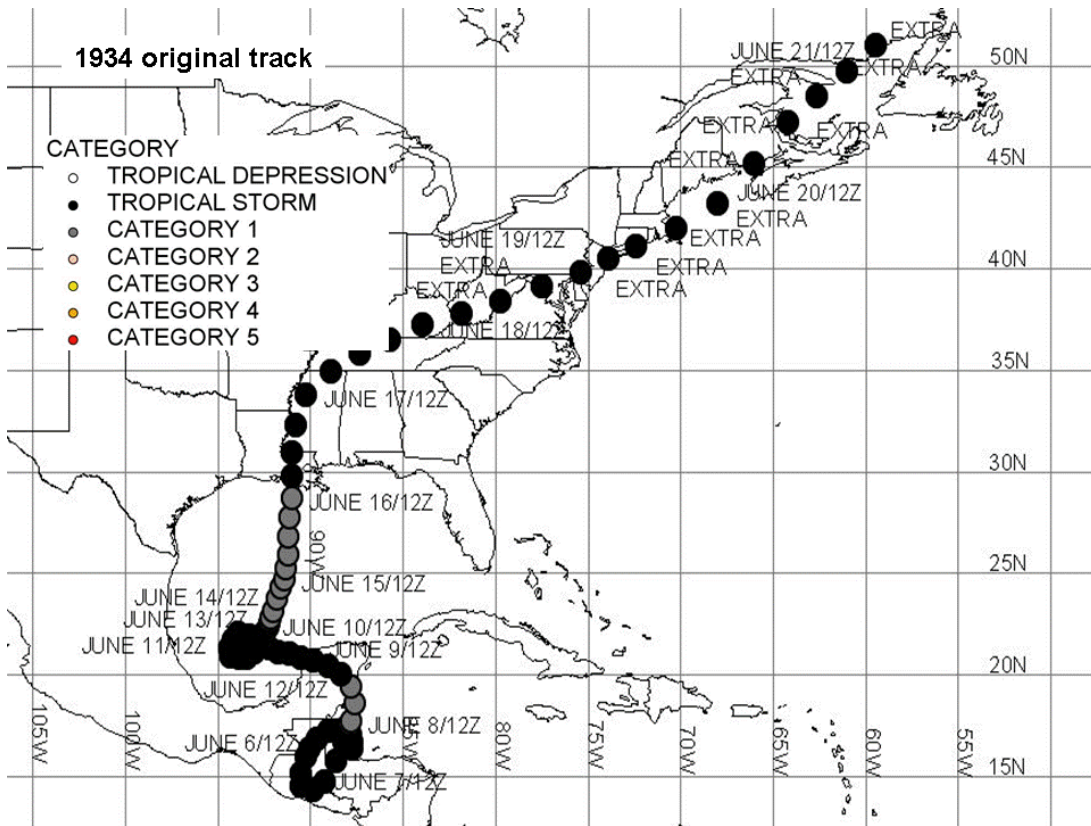 EXTRA
1934 original track
JUNE 21/12Z
EXTRA
50N
EXTRA
EXTRA
EXTRA
CATEGORY
EXTRA
45N
TROPICAL DEPRESSION
JUNE 20/12Z
TROPICAL STORM
EXTRA
CATEGORY 1
JUNE 19/12Z
EXTRA
CATEGORY 2
EXTRA
EXTRA
40N
CATEGORY 3
EXTRA
EXTRA
CATEGORY 4
JUNE 18/12Z
CATEGORY 5
35N
JUNE 17/12Z
30N
JUNE 16/12Z
90W
25N
JUNE 15/12Z
JUNE 14/12Z
JUNE 13/12Z
JUNE 10/12Z
JUNE 11/12Z
JUNE 9/12Z
20N
JUNE 12/12Z
105W
100W
85W
80W
75W
70W
65W
60W
55W
JUNE 8/12Z
JUNE 6/12Z
JUNE 7/12Z
15N